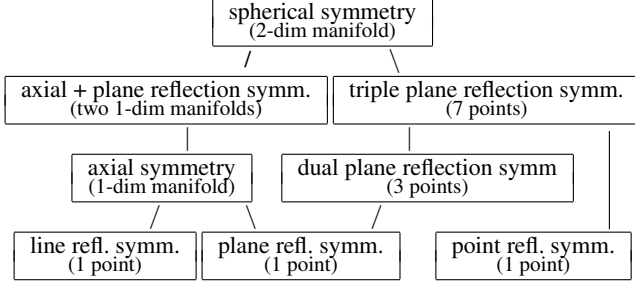 spherical symmetry
(2-dim manifold)
axial + plane reflection symm.
(two 1-dim manifolds)
triple plane reflection symm.
(7 points)
axial symmetry
(1-dim manifold)
dual plane reflection symm
(3 points)
line refl. symm.
(1 point)
plane refl. symm.
(1 point)
point refl. symm.
(1 point)